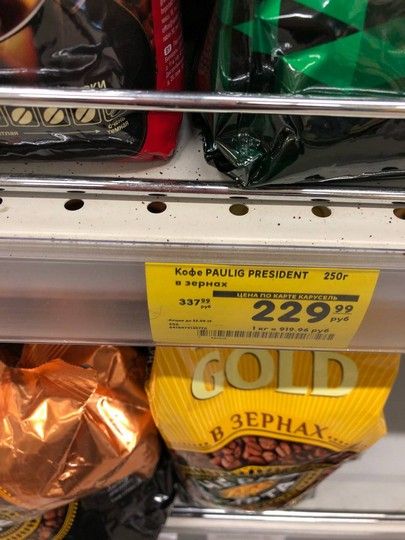 Кофе PAULIG PRESIDENT 250г
в зернах
ЦЕНА ПО КАРТЕ КАРУСЕЛЬ
337 99 руб
229 99 руб
1 кг = 919.96 руб
GOLD
В ЗЕРНАХ